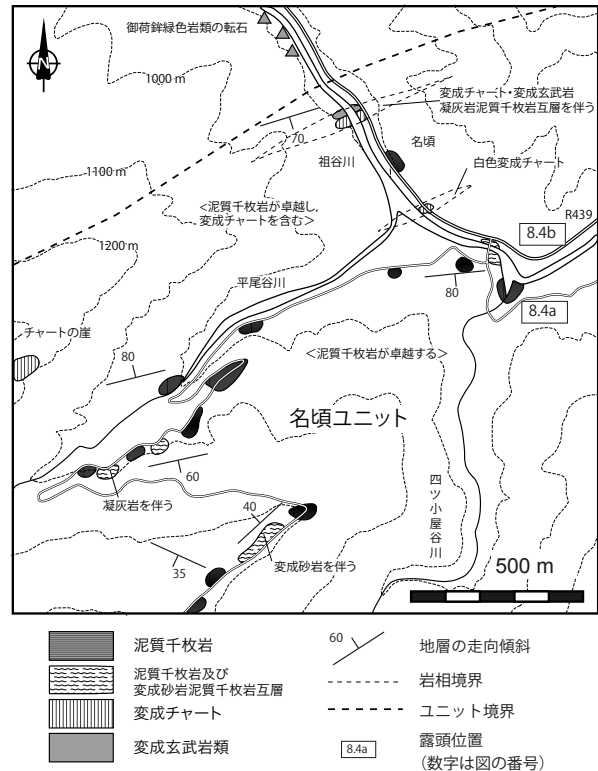 御荷鉾緑色岩類の転石
N
1000 m
変成チャート・変成玄武岩
凝灰岩泥質千枚岩互層を伴う
70
名頃
祖谷川
白色変成チャート
1100 m
<泥質千枚岩が卓越し,
変成チャートを含む>
R439
8.4b
1200 m
平尾谷川
80
8.4a
チャートの崖
80
<泥質千枚岩が卓越する>
名頃ユニット
60
凝灰岩を伴う
四ツ小屋谷川
40
変成砂岩を伴う
35
500 m
泥質千枚岩
泥質千枚岩及び
変成砂岩泥質千枚岩互層
変成チャート
変成玄武岩類
60
地層の走向傾斜
岩相境界
ユニット境界
8.4a
露頭位置
(数字は図の番号)